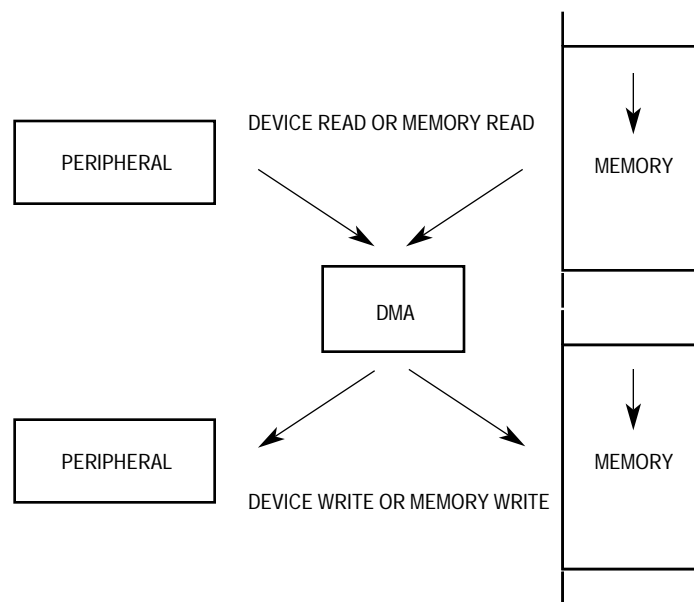 DEVICE READ OR MEMORY READ
PERIPHERAL
MEMORY
DMA
PERIPHERAL
MEMORY
DEVICE WRITE OR MEMORY WRITE